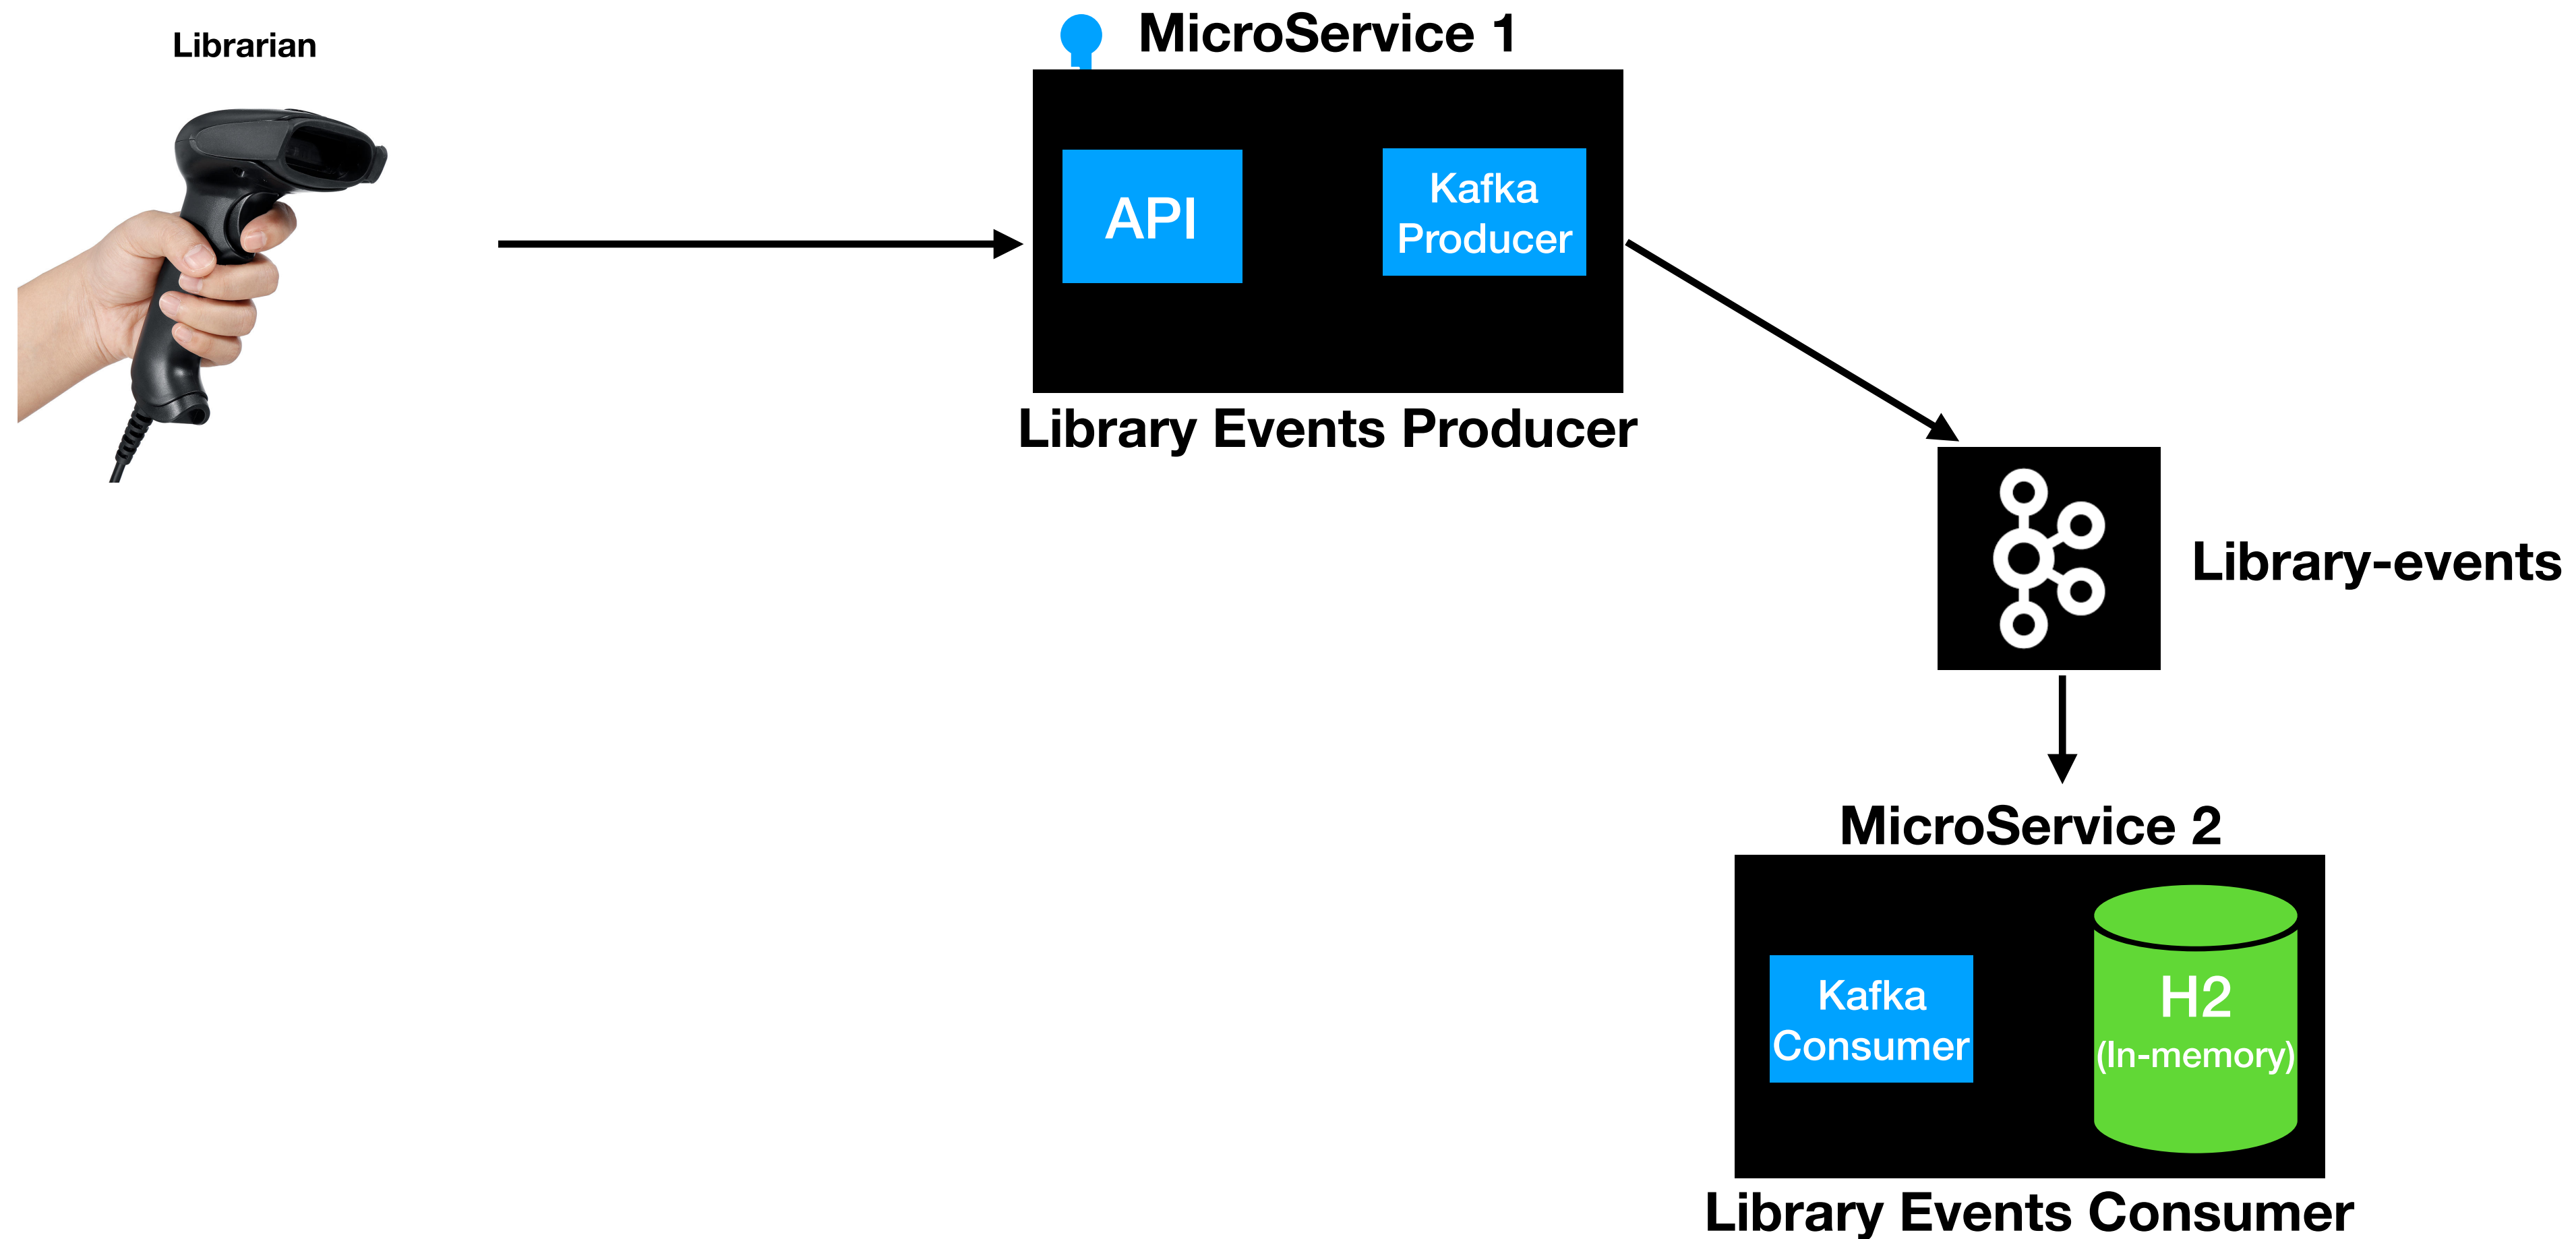 Librarian
MicroService 1
API
Kafka
Producer
Library Events Producer
Library-events
MicroService 2
Kafka
Consumer
H2
(In-memory)
Library Events Consumer